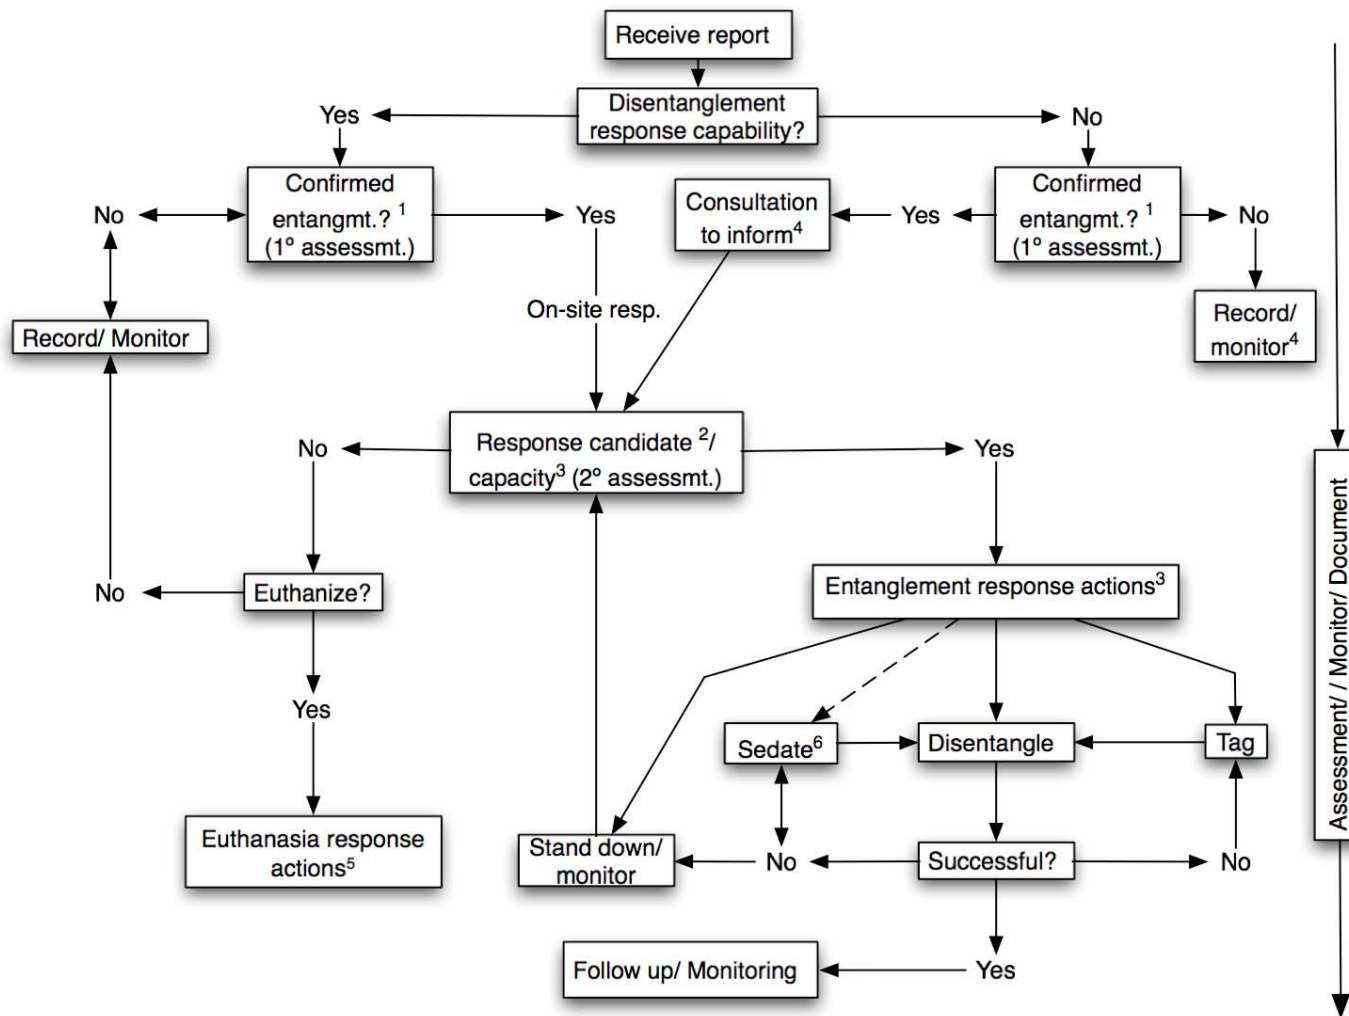 Receive report
Disentanglement
response capability?
Yes
No
Confirmed
entangmt.? 1
(1º assessmt.)
No
Yes
Consultation
to inform4
Yes
Confirmed
entangmt.? 1
(1º assessmt.)
No
On-site resp.
Record/ Monitor
Record/
monitor4
Response candidate 2/
capacity3 (2º assessmt.)
No
Yes
Euthanize?
No
Entanglement response actions3
Yes
Sedate6
Disentangle
Tag
Euthanasia response
actions5
Stand down/
monitor
No
Successful?
No
Follow up/ Monitoring
Yes
Assessment/ / Monitor/ Document